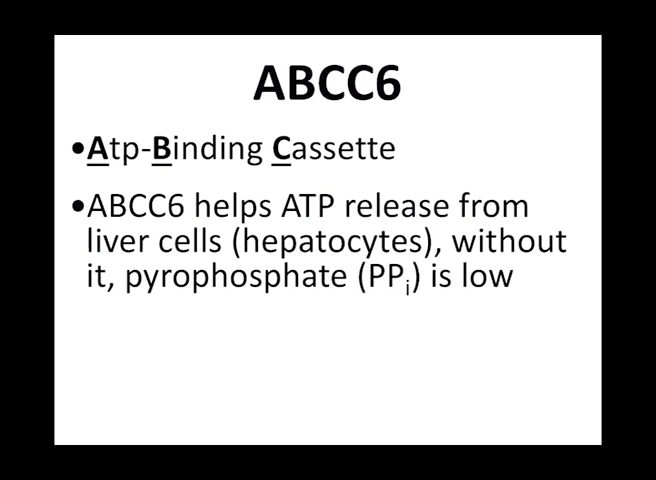 ABCC6
•Atp-Binding Cassette
•ABCC6 helps ATP release from
liver cells (hepatocytes), without
it, pyrophosphate (PPi) is low